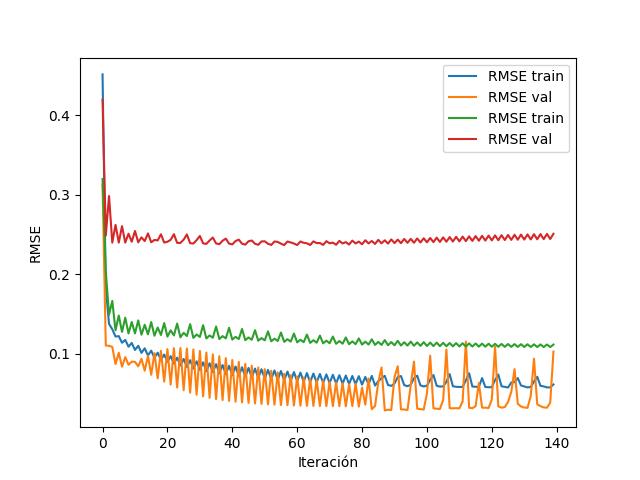 RMSE train
RMSE val
RMSE train
RMSE val
RMSE
0.4
0.3
0.2
0.1
0 20 40 60 80 100 120 140
Iteración